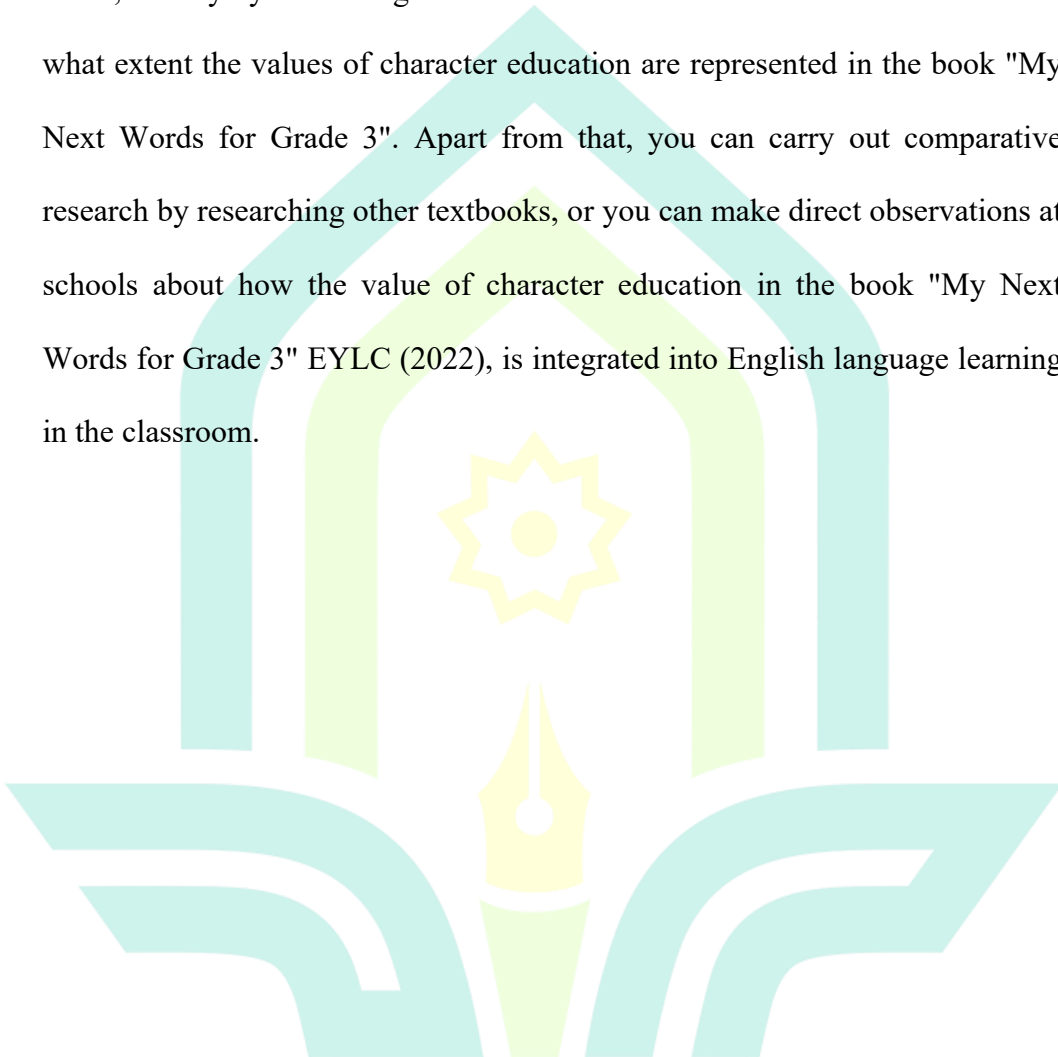 what extent the values of character education are represented in the book "My
Next Words for Grade 3". Apart from that, you can carry out comparative
research by researching other textbooks, or you can make direct observations at
schools about how the value of character education in the book "My Next
Words for Grade 3" EYLC (2022), is integrated into English language learning
in the classroom.